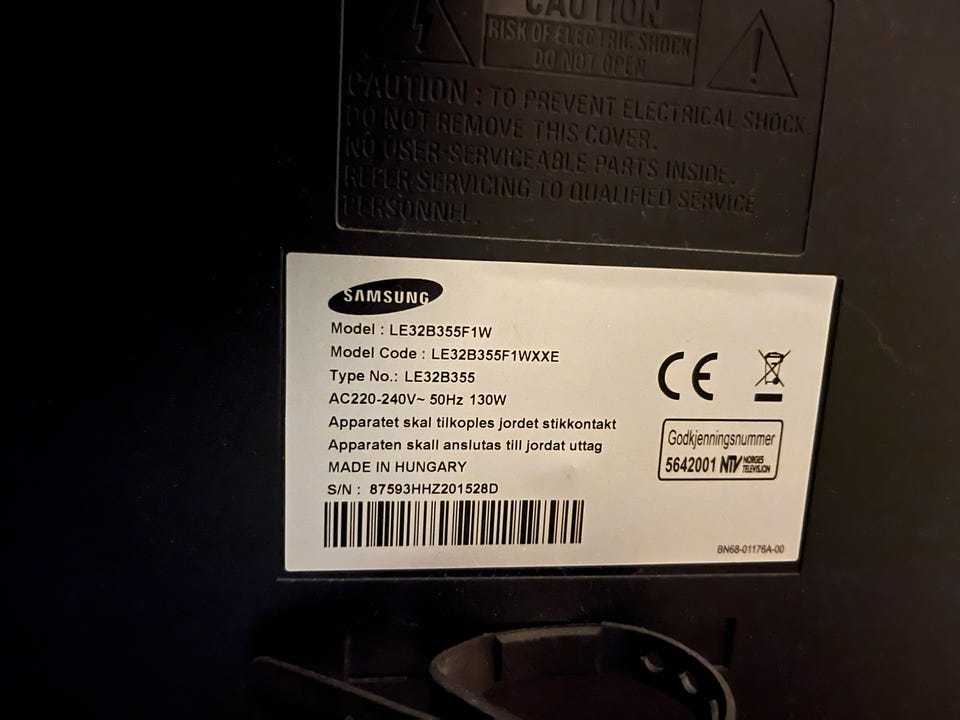 CAUTION
RISK OF ELECTRIC SHOCK
DO NOT OPEN
CAUTION : TO PREVENT ELECTRICAL SHOCK,
DO NOT REMOVE THIS COVER.
NO USER-SERVICEABLE PARTS INSIDE.
REFER SERVICING TO QUALIFIED SERVICE
PERSONNEL.
SAMSUNG
Model : LE32B355F1W
Model Code : LE32B355F1WXXE
Type No.: LE32B355
AC220-240V~ 50Hz 130W
Apparatet skal tilkoples jordet stikkontakt
Apparaten skall anslutas till jordat uttag
MADE IN HUNGARY
S/N : 87593HHZ201528D
CE
Godkjenningsnummer
5642001 NTV NORGES TELEVISJON
BN68-01176A-00